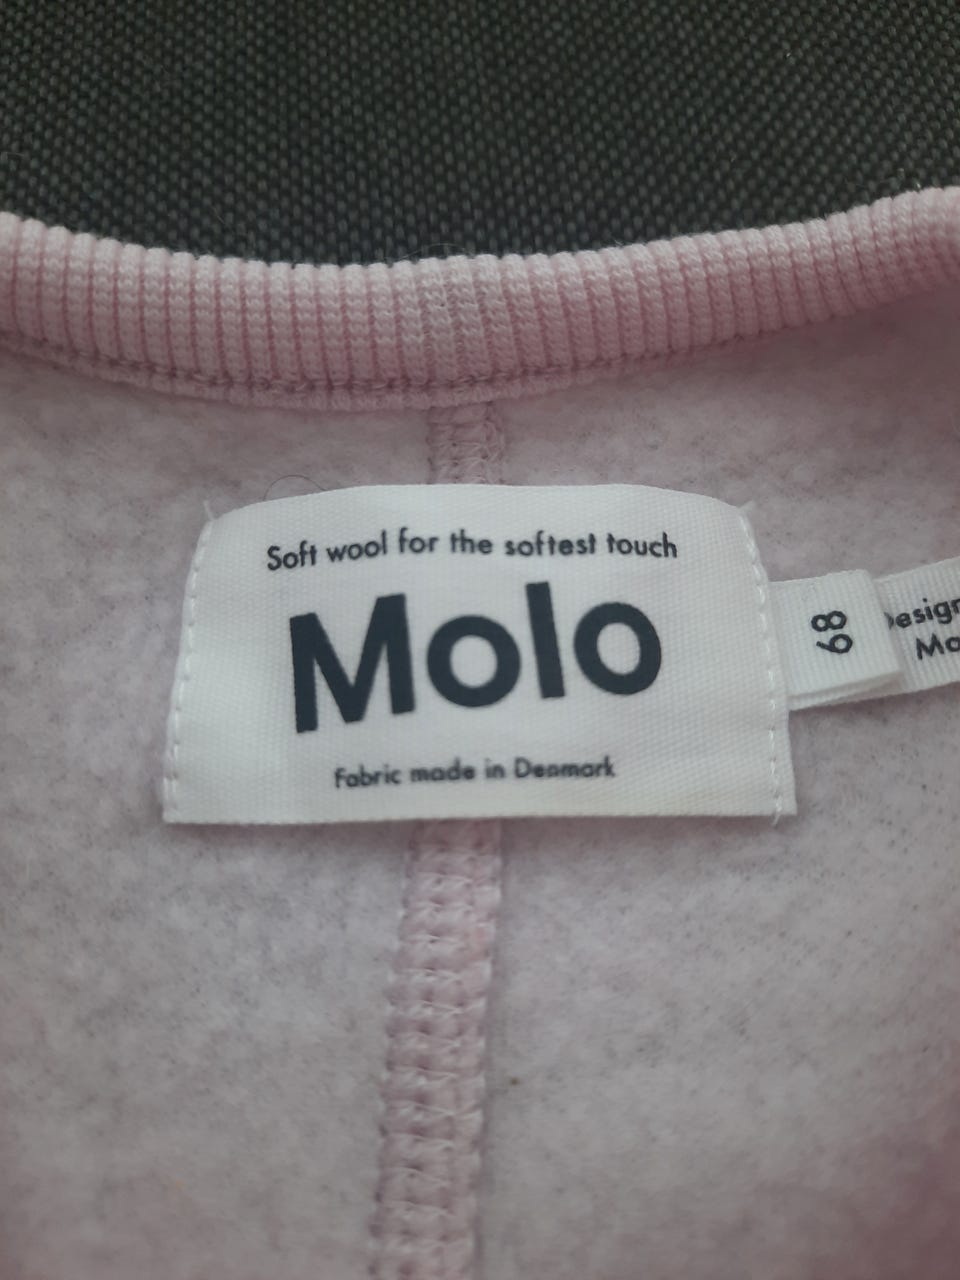 Soft wool for the softest touch
Molo
Fabric made in Denmark
68